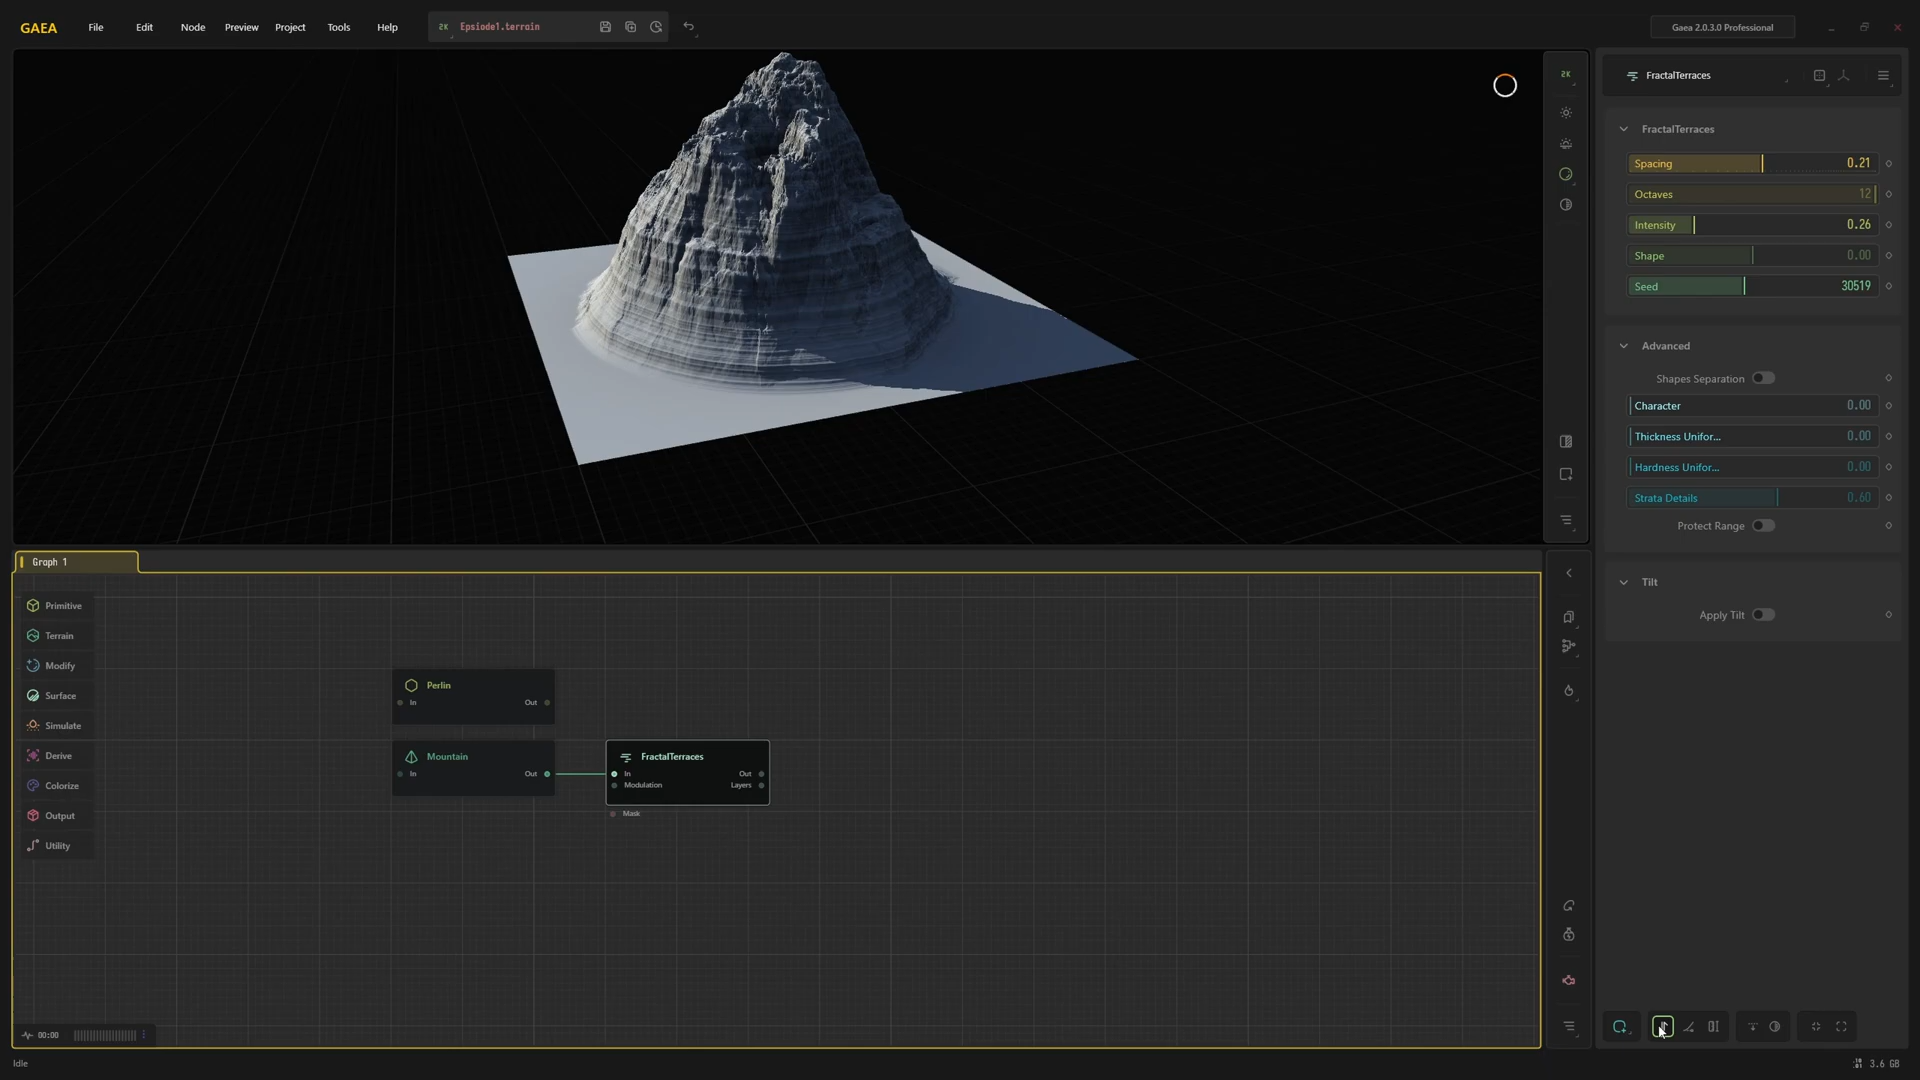 GAEA File Edit Node Preview Project Tools Help 2K Epsiode1.terrain Gaea 2.0.3.0 Professional
2K
FractalTerraces
FractalTerraces
Spacing 0.21
Octaves 12
Intensity 0.26
Shape 0.00
Seed 30519
Advanced
Shapes Separation
Character 0.00
Thickness Unifor... 0.00
Hardness Unifor... 0.00
Strata Details 0.60
Protect Range
Tilt
Apply Tilt
Graph 1
Primitive
Terrain
Modify
Surface
Simulate
Derive
Colorize
Output
Utility
Perlin
In Out
Mountain
In Out
FractalTerraces
In Out
Modulation Layers
Mask
00:00
Idle
3.6 GB